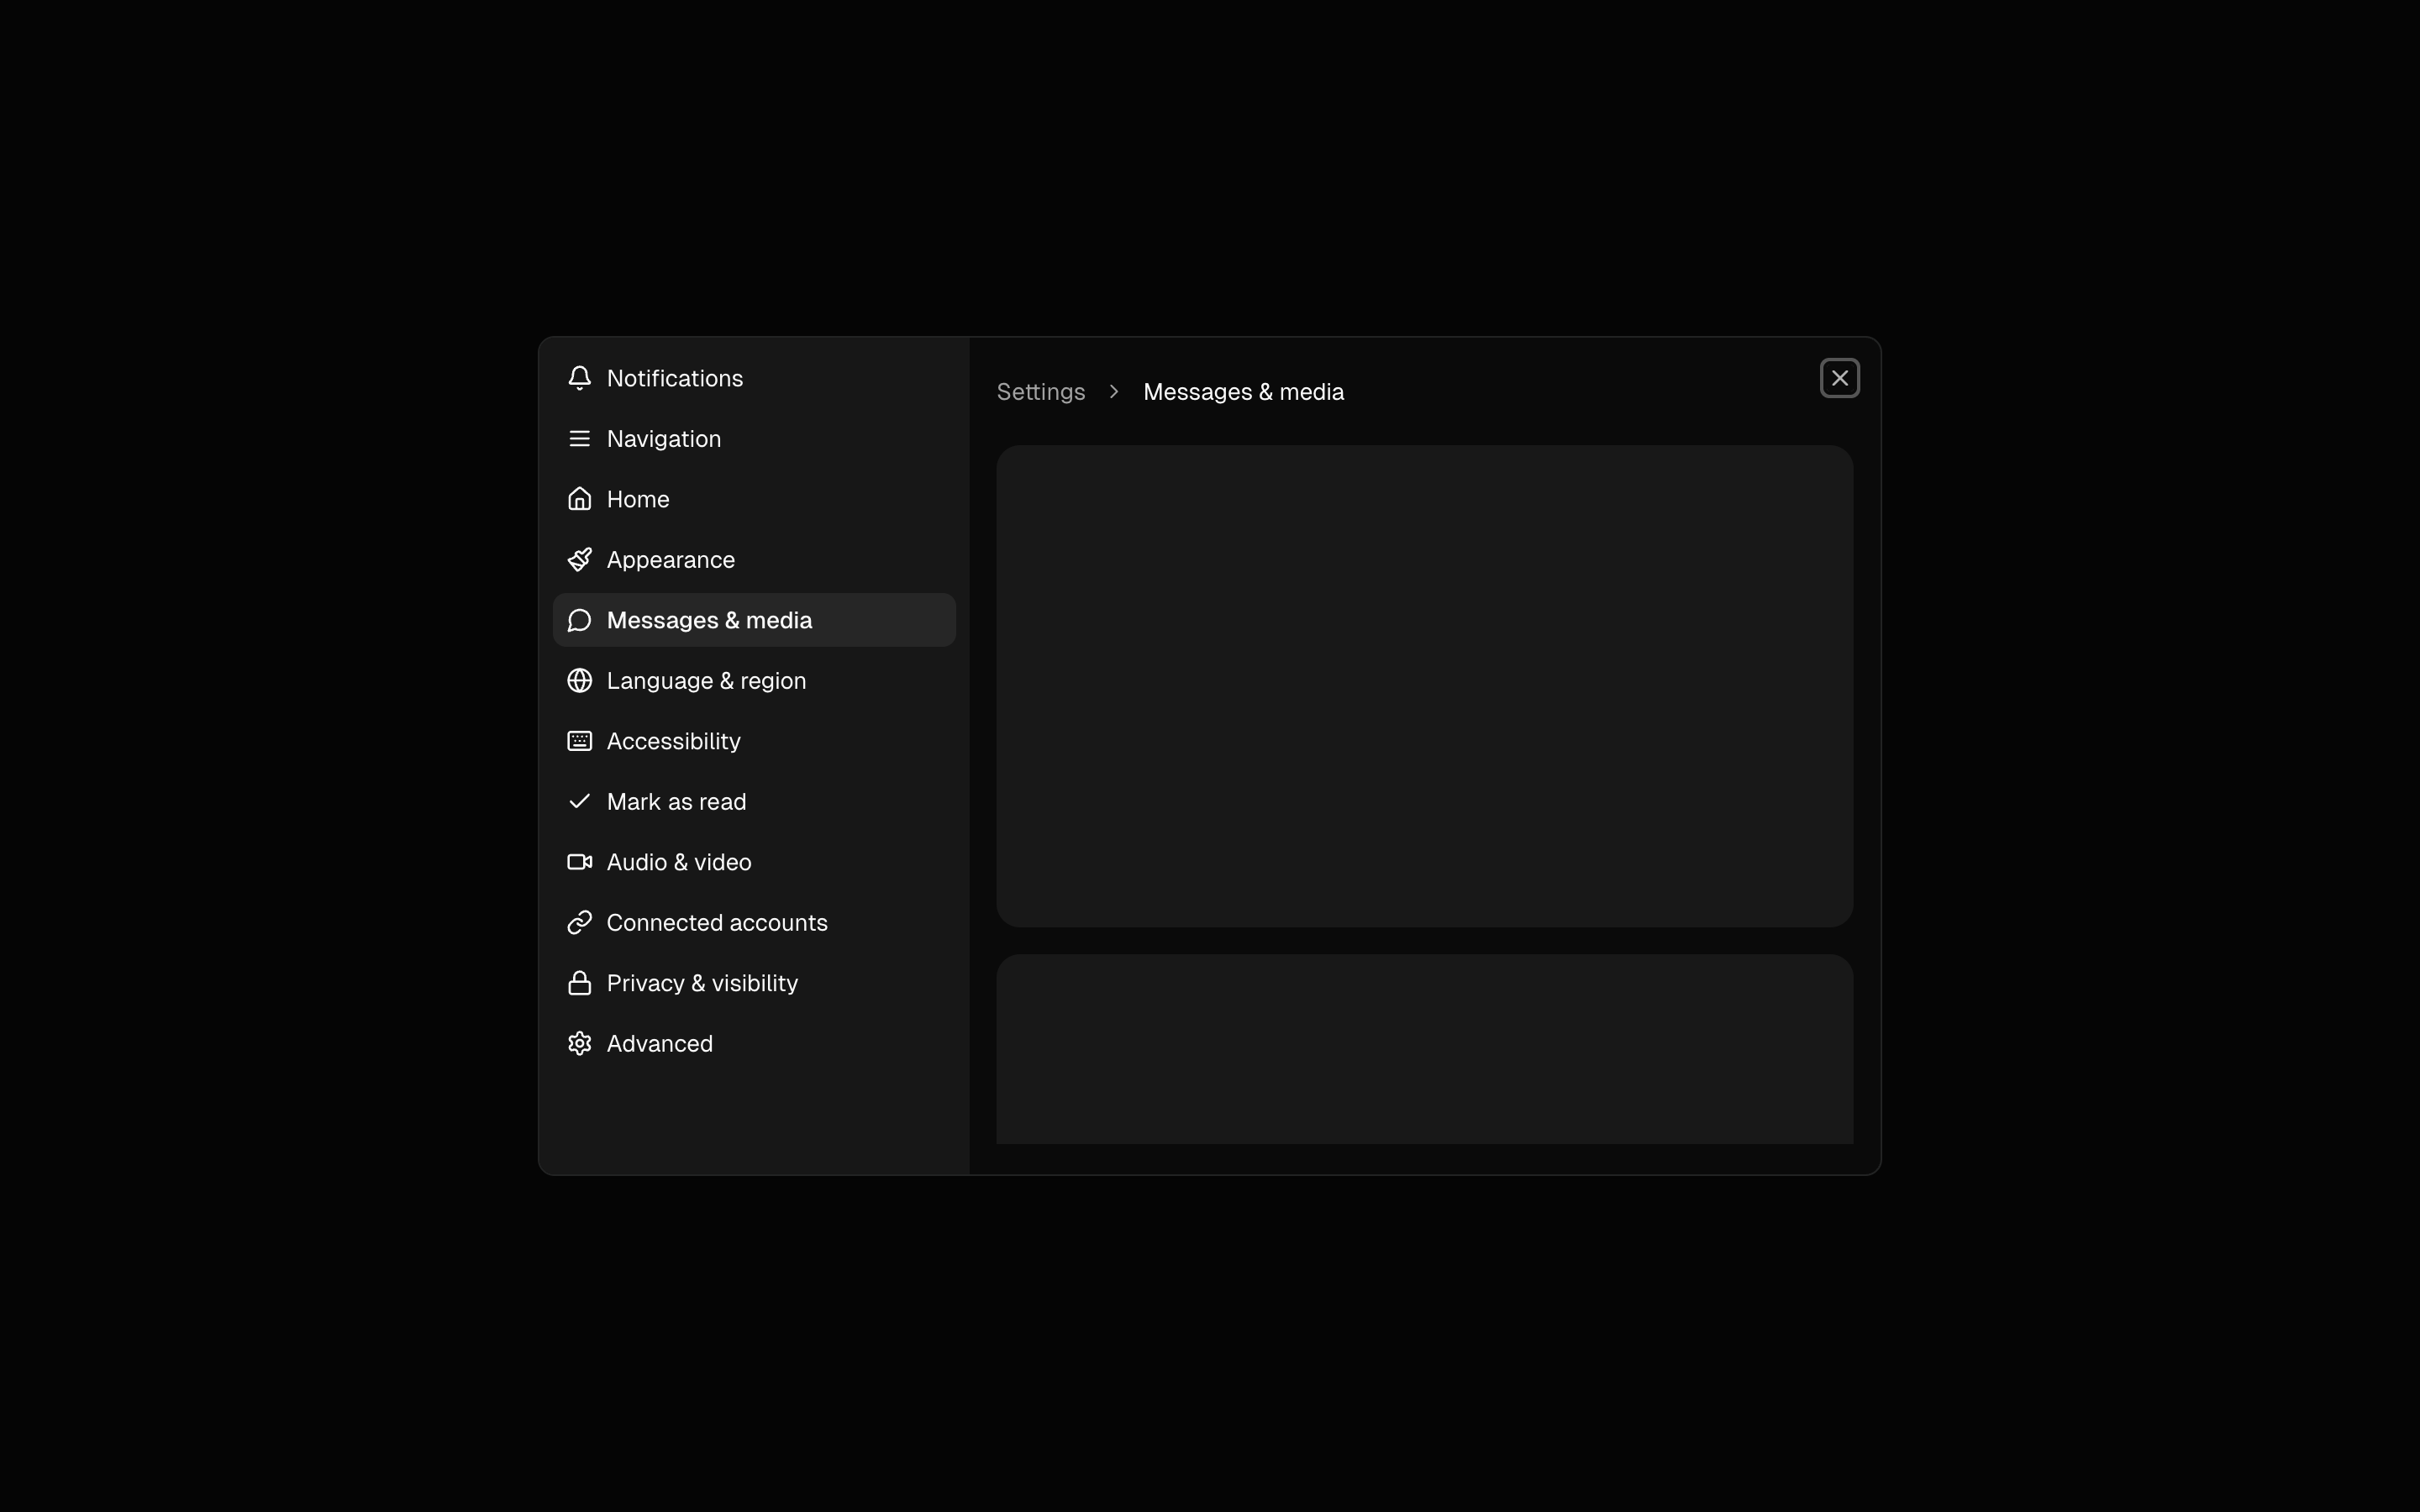 Notifications
Navigation
Home
Appearance
Messages & media
Language & region
Accessibility
Mark as read
Audio & video
Connected accounts
Privacy & visibility
Advanced
Settings > Messages & media